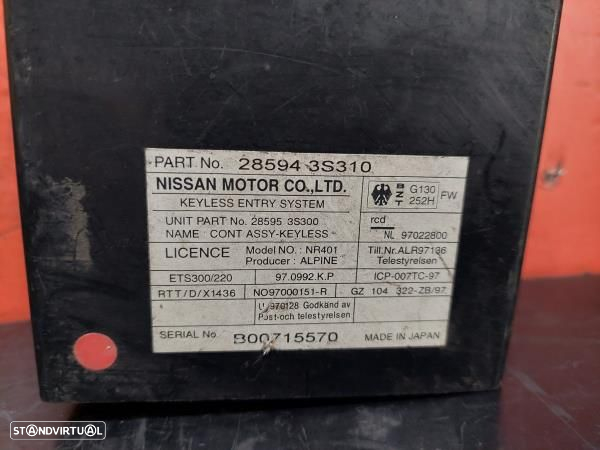 PART No. 28594 3S310
NISSAN MOTOR CO.,LTD.
KEYLESS ENTRY SYSTEM
BZT G130 252H FW
UNIT PART No. 28595 3S300
NAME : CONT ASSY-KEYLESS
rcd
NL 97022800
LICENCE
Model NO. : NR401
Producer : ALPINE
Till.Nr.ALR97136
Telestyrelsen
ETS300/220 97.0992.K.P ICP-007TC-97
RTT/D/X1436 NO97000151-R GZ 104 322-ZB/97
970128 Godkänd av
Post-och telestyrelsen
SERIAL No. B00715570 MADE IN JAPAN
STANDVIRTUAL